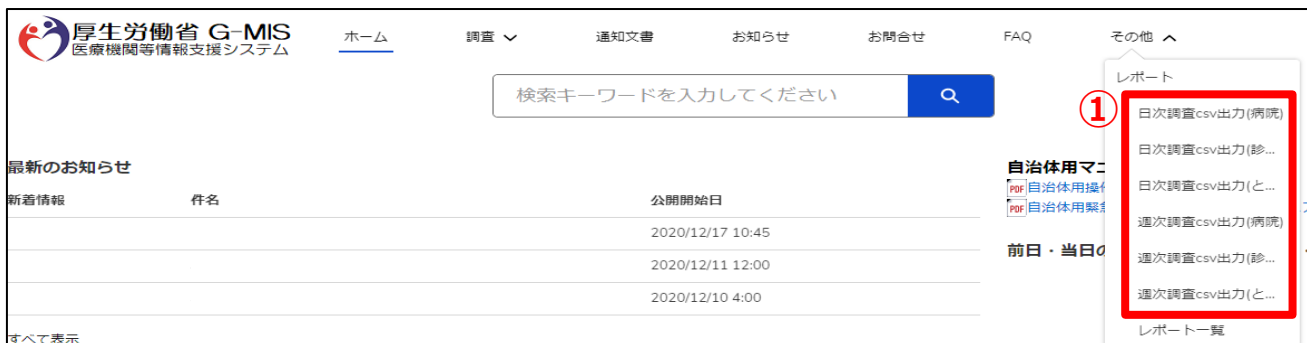 厚生労働省 G-MIS
医療機関等情報支援システム
ホーム
調査
通知文書
お知らせ
お問合せ
FAQ
その他
検索キーワードを入力してください
レポート
①
日次調査csv出力(病院)
日次調査csv出力(診...
日次調査csv出力(と...
週次調査csv出力(病院)
週次調査csv出力(診...
週次調査csv出力(と...
レポート一覧
最新のお知らせ
新着情報 件名 公開開始日
2020/12/17 10:45
2020/12/11 12:00
2020/12/10 4:00
すべて表示
自治体用マニ
PDF 自治体用操作
PDF 自治体用緊急
前日・当日の